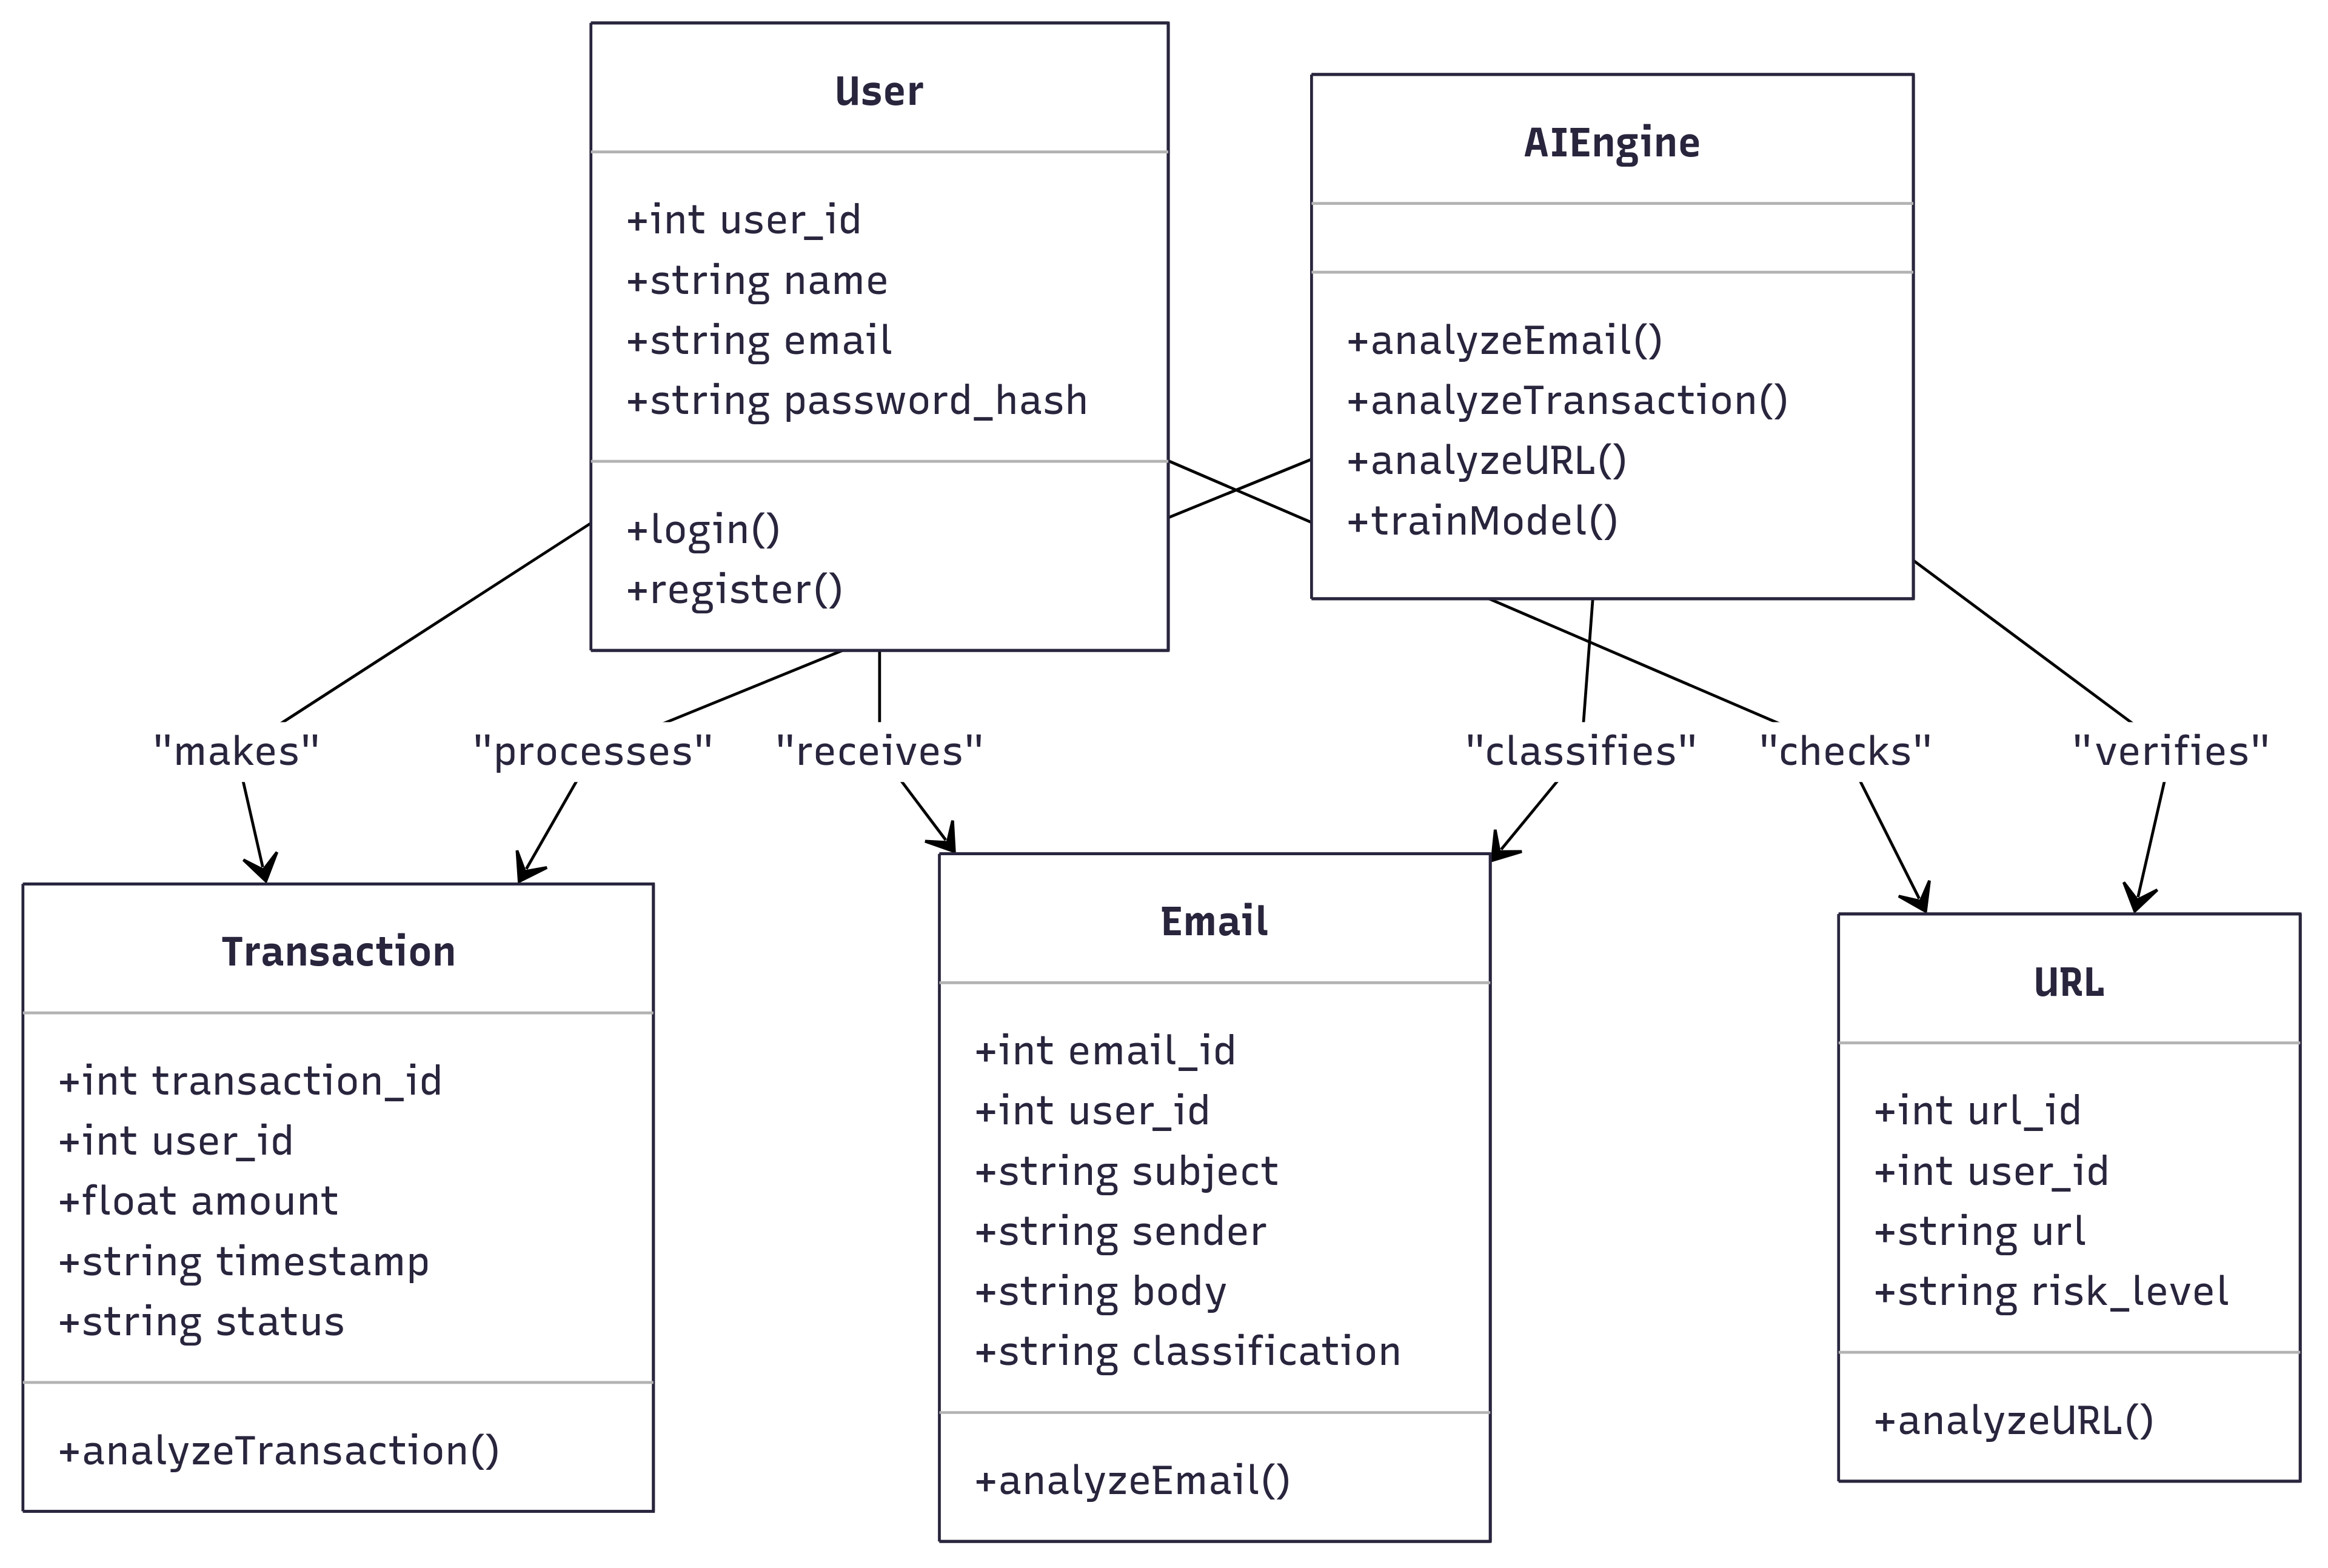 User
+int user_id
+string name
+string email
+string password_hash
+login()
+register()
AIEngine
+analyzeEmail()
+analyzeTransaction()
+analyzeURL()
+trainModel()
"makes"
"processes"
"receives"
"classifies"
"checks"
"verifies"
Transaction
+int transaction_id
+int user_id
+float amount
+string timestamp
+string status
+analyzeTransaction()
Email
+int email_id
+int user_id
+string subject
+string sender
+string body
+string classification
+analyzeEmail()
URL
+int url_id
+int user_id
+string url
+string risk_level
+analyzeURL()